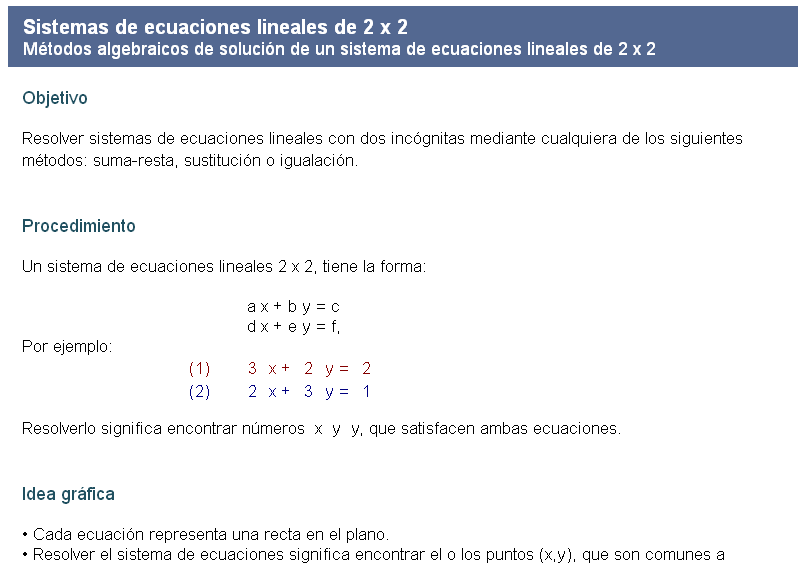 Sistemas de ecuaciones lineales de 2 x 2
Métodos algebraicos de solución de un sistema de ecuaciones lineales de 2 x 2
Objetivo
Resolver sistemas de ecuaciones lineales con dos incógnitas mediante cualquiera de los siguientes
métodos: suma-resta, sustitución o igualación.
Procedimiento
Un sistema de ecuaciones lineales 2 x 2, tiene la forma:
a x + b y = c
d x + e y = f,
Por ejemplo:
(1) 3 x + 2 y = 2
(2) 2 x + 3 y = 1
Resolverlo significa encontrar números x y y, que satisfacen ambas ecuaciones.
Idea gráfica
• Cada ecuación representa una recta en el plano.
• Resolver el sistema de ecuaciones significa encontrar el o los puntos (x,y), que son comunes a